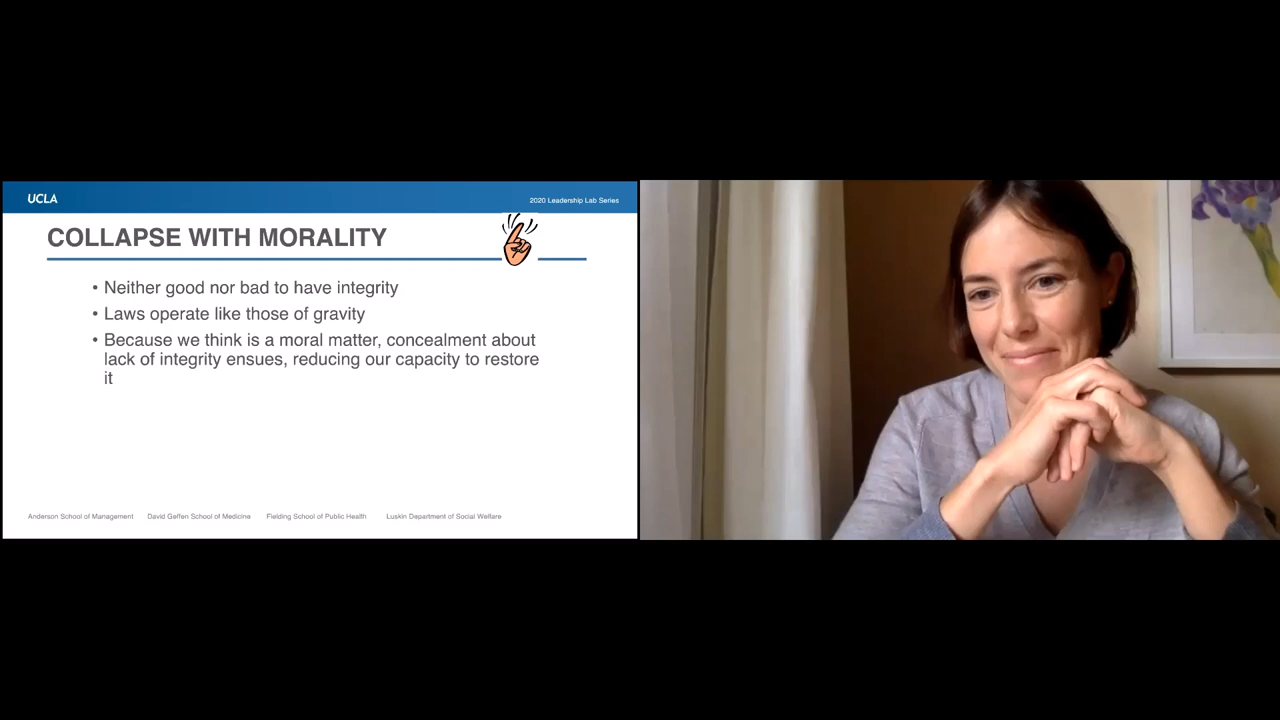 UCLA
2020 Leadership Lab Series
COLLAPSE WITH MORALITY
• Neither good nor bad to have integrity
• Laws operate like those of gravity
• Because we think is a moral matter, concealment about
lack of integrity ensues, reducing our capacity to restore
it
Anderson School of Management David Geffen School of Medicine Fielding School of Public Health Luskin Department of Social Welfare